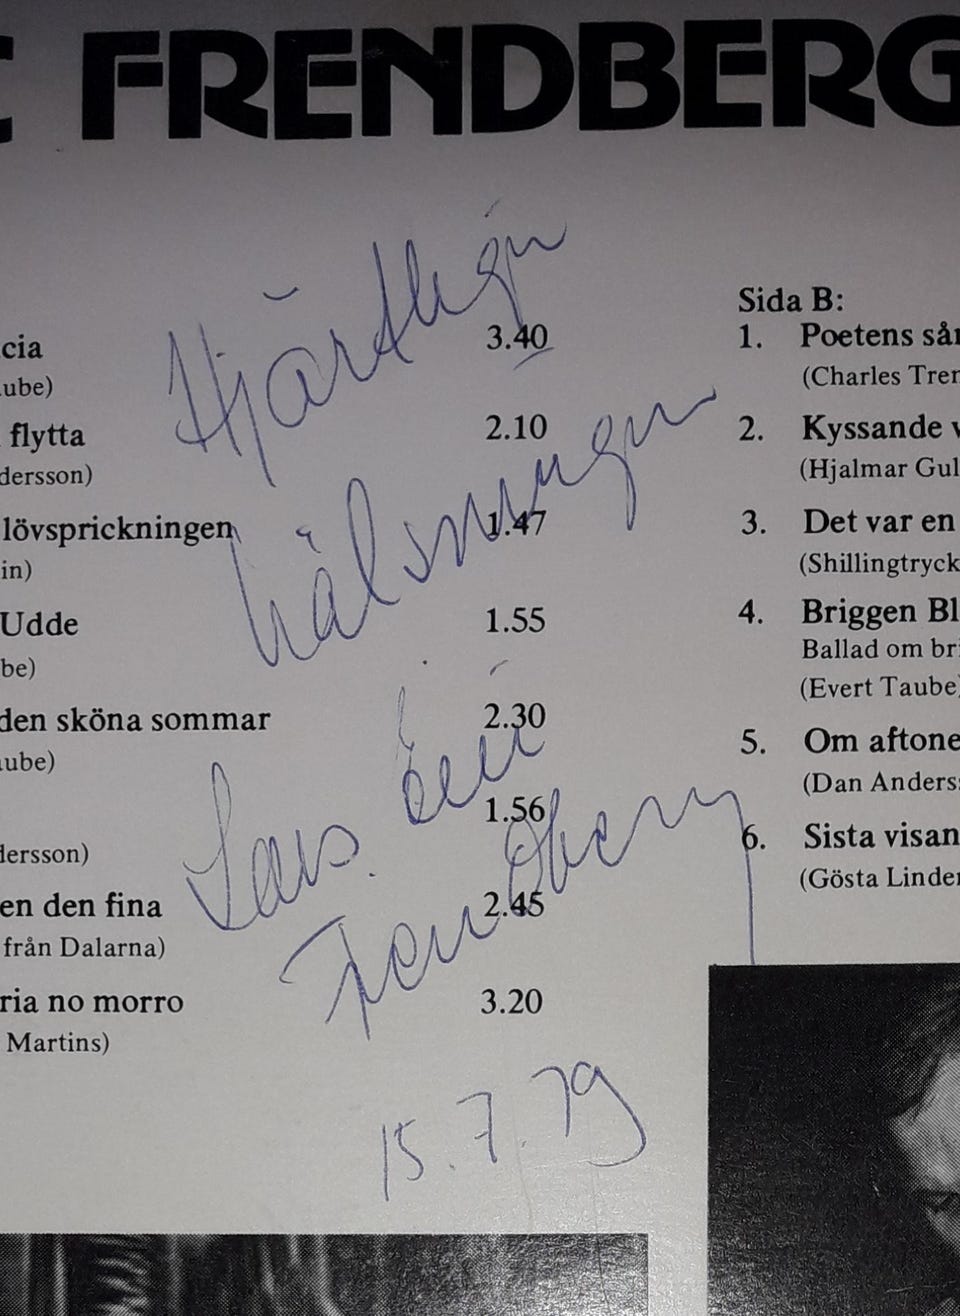 C FRENDBERG
cia 3.40
ube)
flytta 2.10
dersson)
lövsprickningen 1.47
in)
Udde 1.55
be)
den sköna sommar 2.30
ube)
1.56
dersson)
en den fina 2.45
från Dalarna)
ria no morro 3.20
Martins)
Sida B:
1. Poetens sån
(Charles Tren
2. Kyssande v
(Hjalmar Gul
3. Det var en
(Shillingtryck
4. Briggen Bl
Ballad om bri
(Evert Taube)
5. Om aftone
(Dan Anderss
6. Sista visan
(Gösta Linder
Hjärtligen
hälsningen
Lars Eric
Frendberg
15.7.79